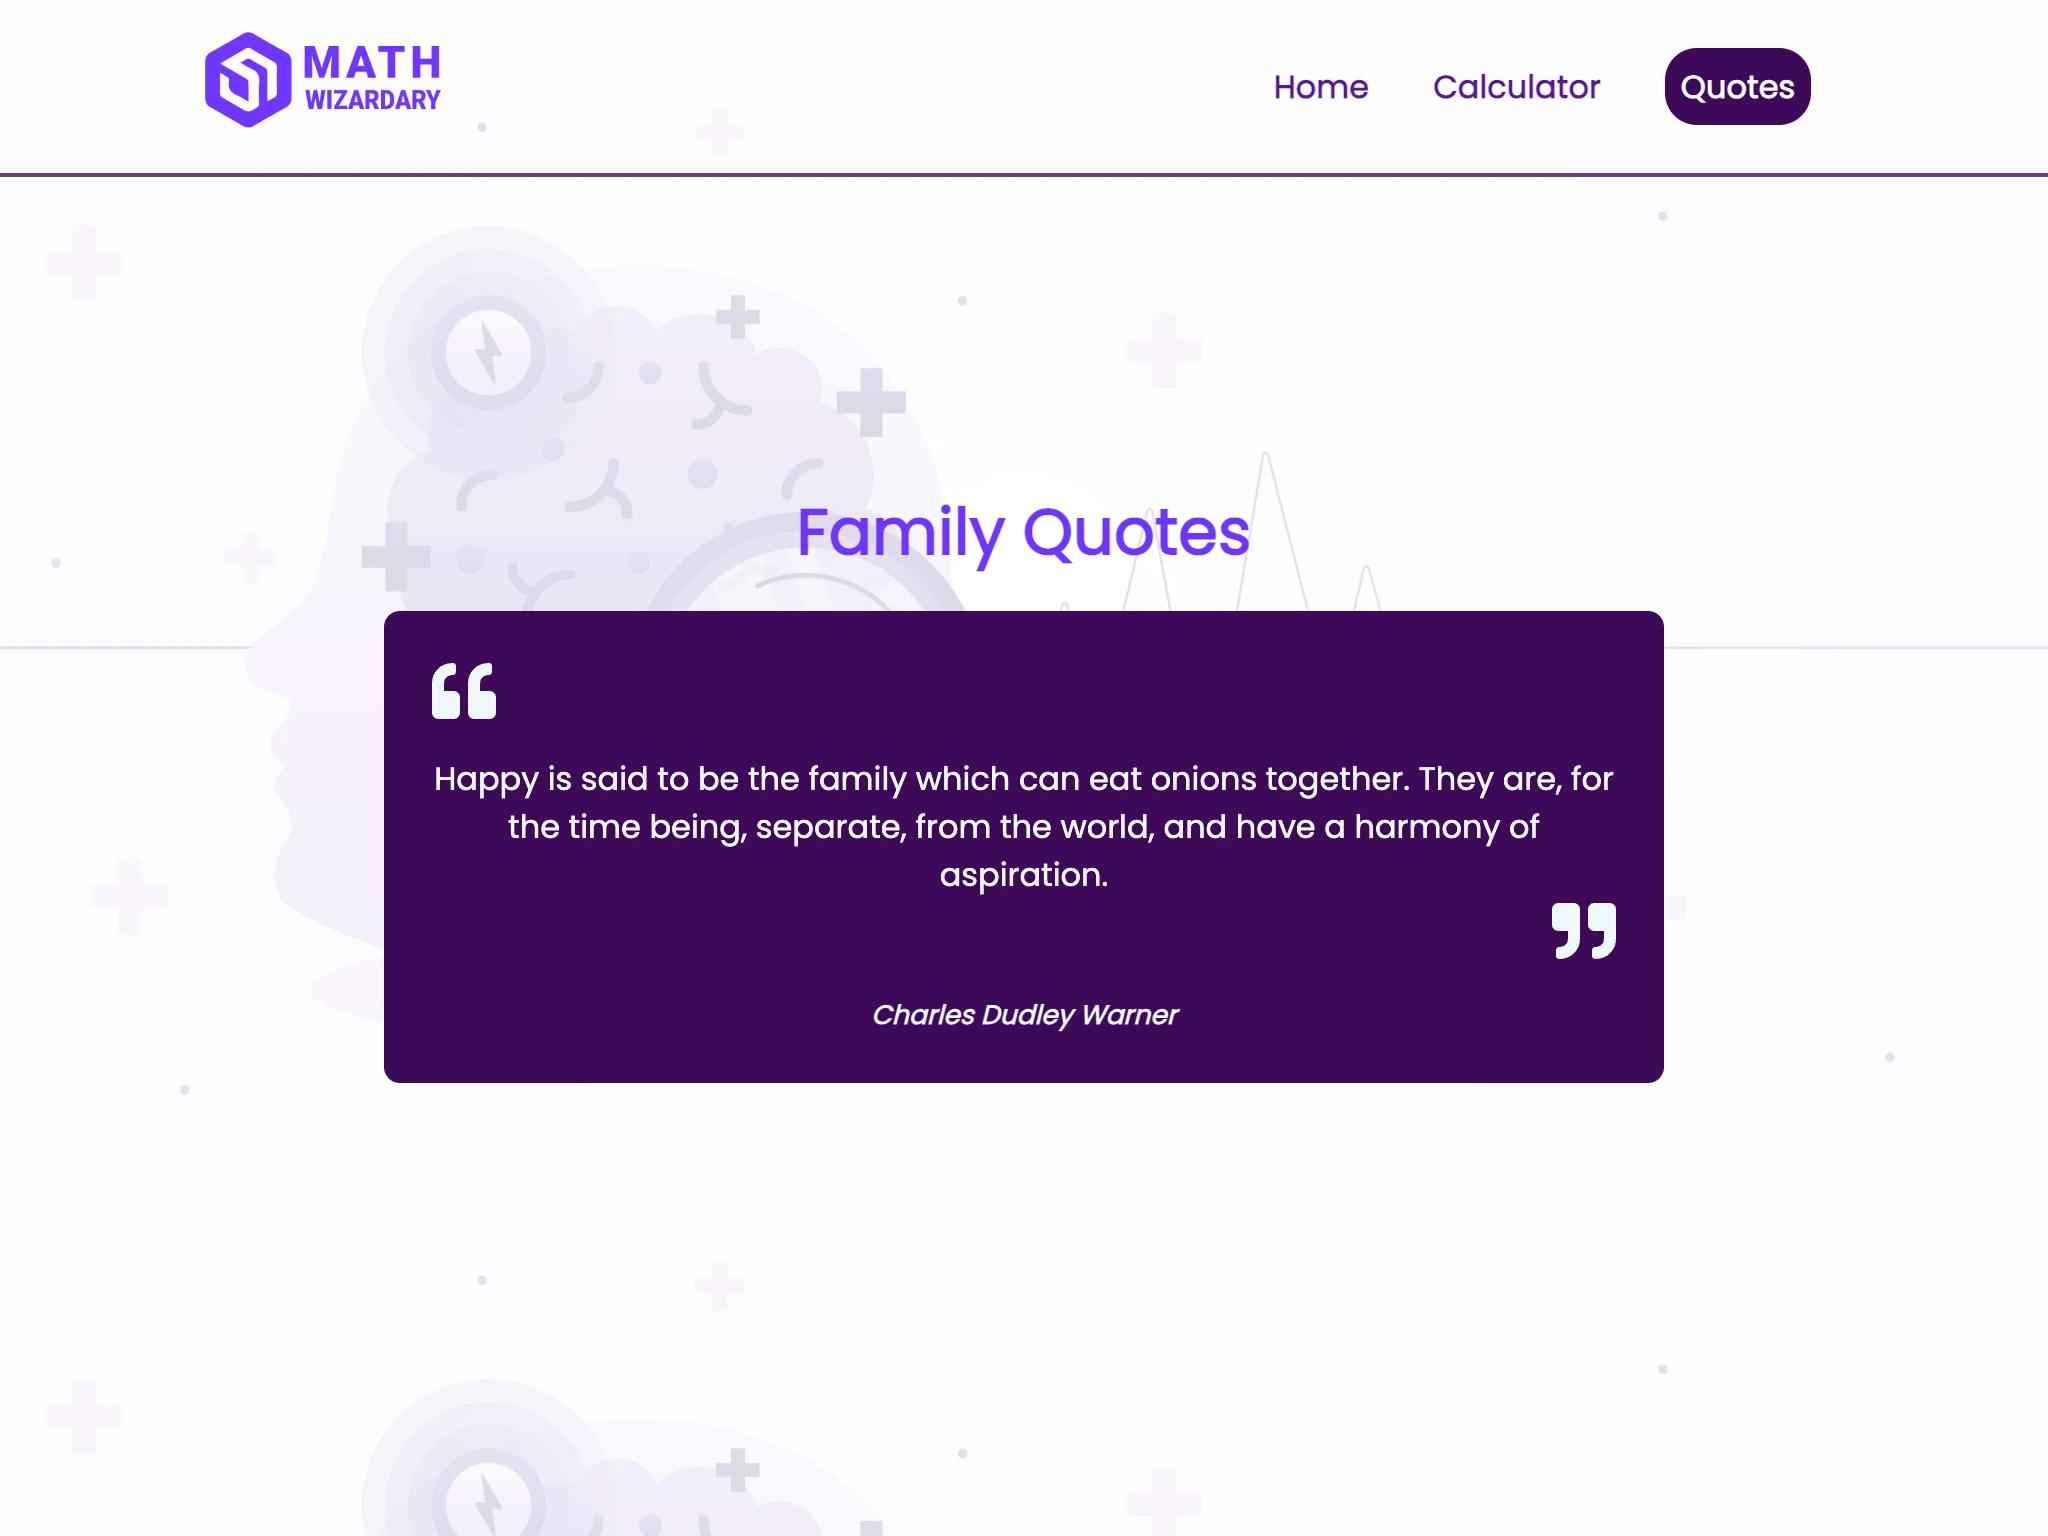 MATH
WIZARDARY
Home
Calculator
Quotes
Family Quotes
“
Happy is said to be the family which can eat onions together. They are, for
the time being, separate, from the world, and have a harmony of
aspiration.
”
Charles Dudley Warner